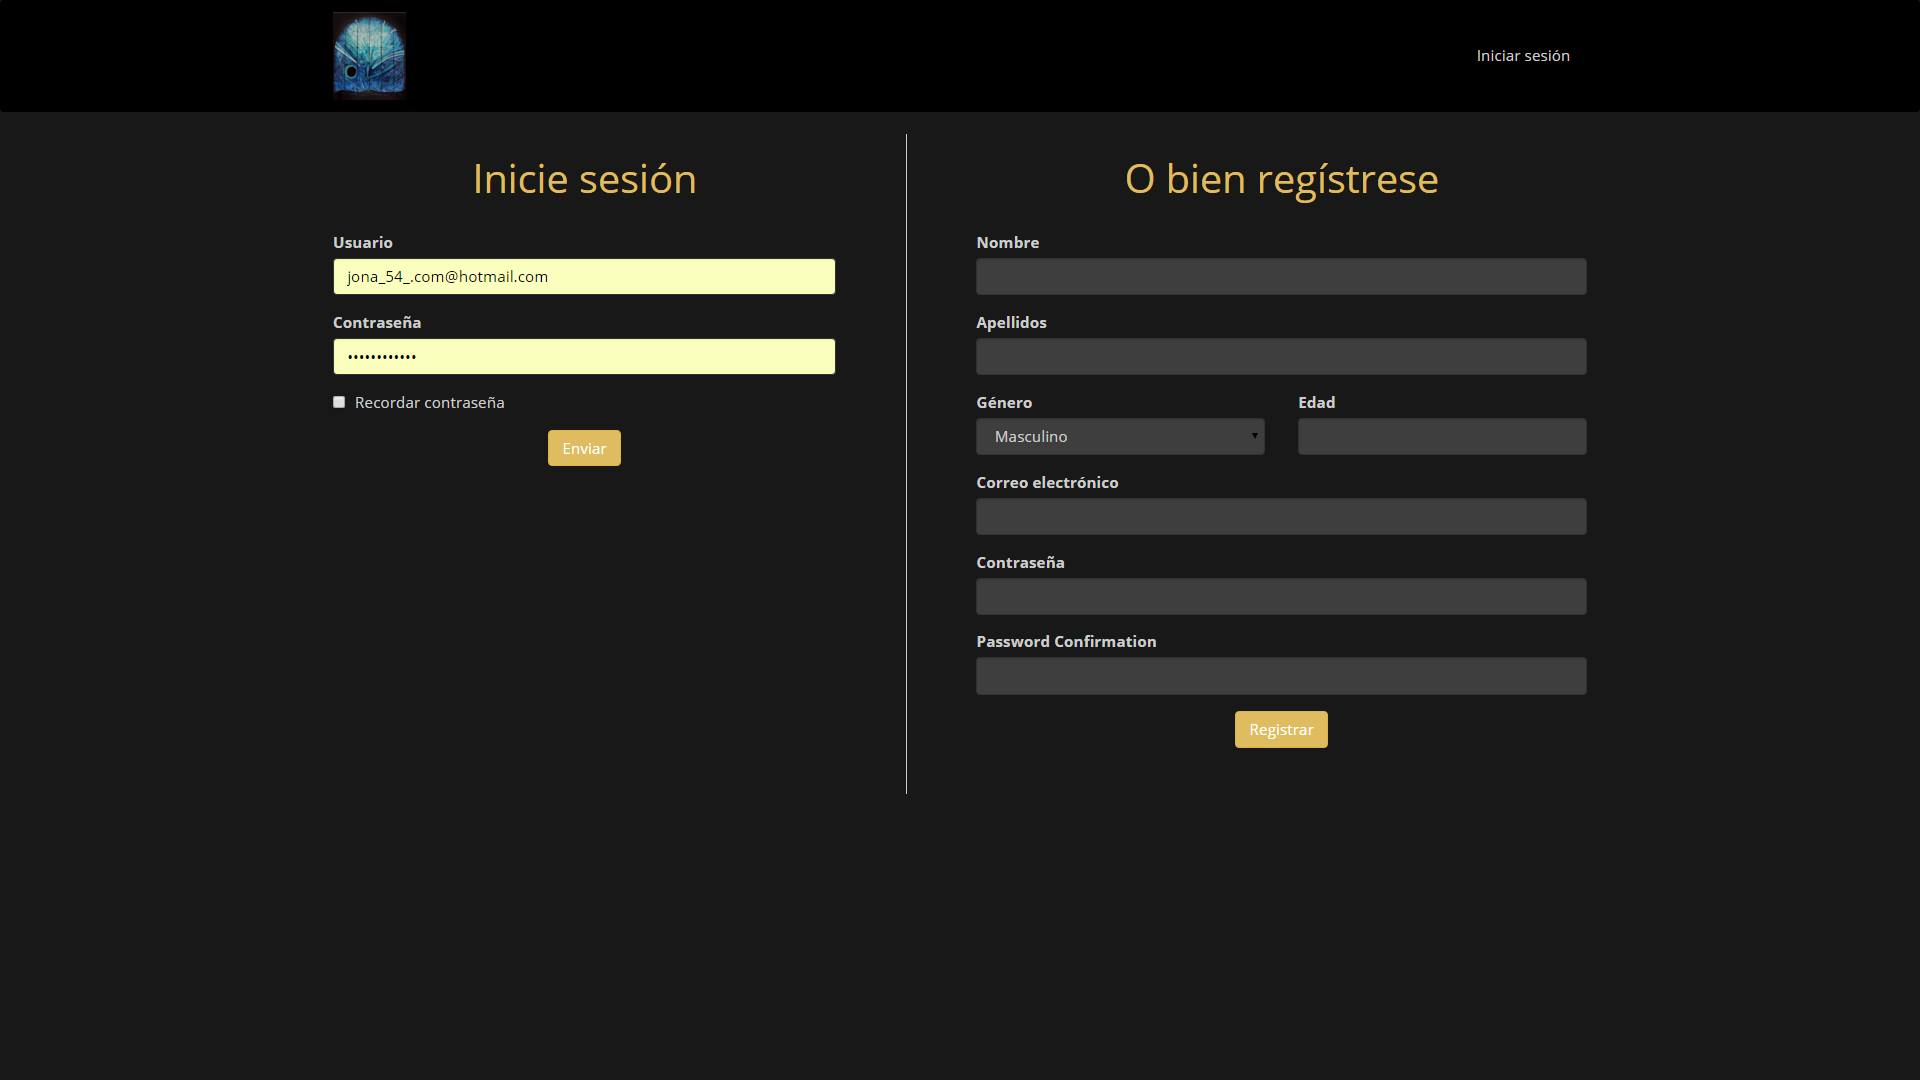 Iniciar sesión
Inicie sesión
Usuario
jona_54_.com@hotmail.com
Contraseña
••••••••••••
Recordar contraseña
Enviar
O bien regístrese
Nombre
Apellidos
Género
Edad
Masculino
Correo electrónico
Contraseña
Password Confirmation
Registrar